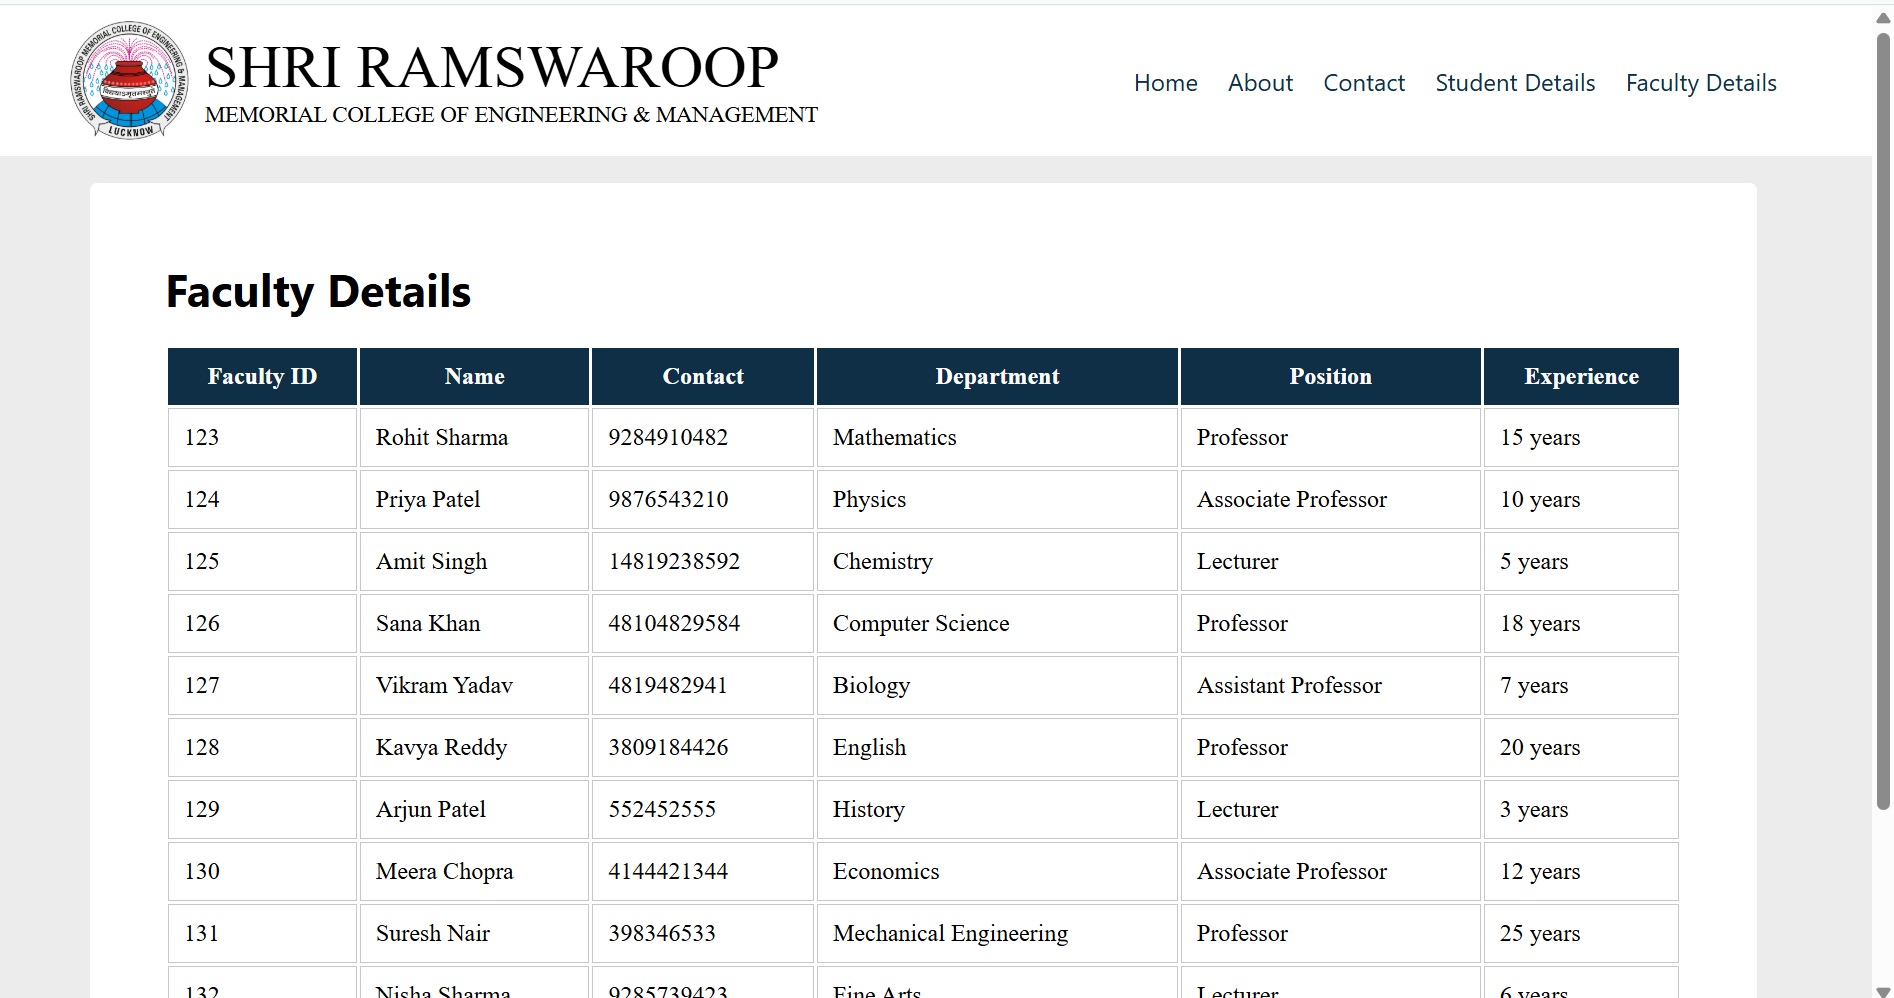 SHRI RAMSWAROOP MEMORIAL COLLEGE OF ENGINEERING & MANAGEMENT
LUCKNOW
SHRI RAMSWAROOP
MEMORIAL COLLEGE OF ENGINEERING & MANAGEMENT
Home About Contact Student Details Faculty Details
Faculty Details
Faculty ID Name Contact Department Position Experience
123 Rohit Sharma 9284910482 Mathematics Professor 15 years
124 Priya Patel 9876543210 Physics Associate Professor 10 years
125 Amit Singh 14819238592 Chemistry Lecturer 5 years
126 Sana Khan 48104829584 Computer Science Professor 18 years
127 Vikram Yadav 4819482941 Biology Assistant Professor 7 years
128 Kavya Reddy 3809184426 English Professor 20 years
129 Arjun Patel 552452555 History Lecturer 3 years
130 Meera Chopra 4144421344 Economics Associate Professor 12 years
131 Suresh Nair 398346533 Mechanical Engineering Professor 25 years
132 Nisha Sharma 9285739423 Fine Arts Lecturer 6 years